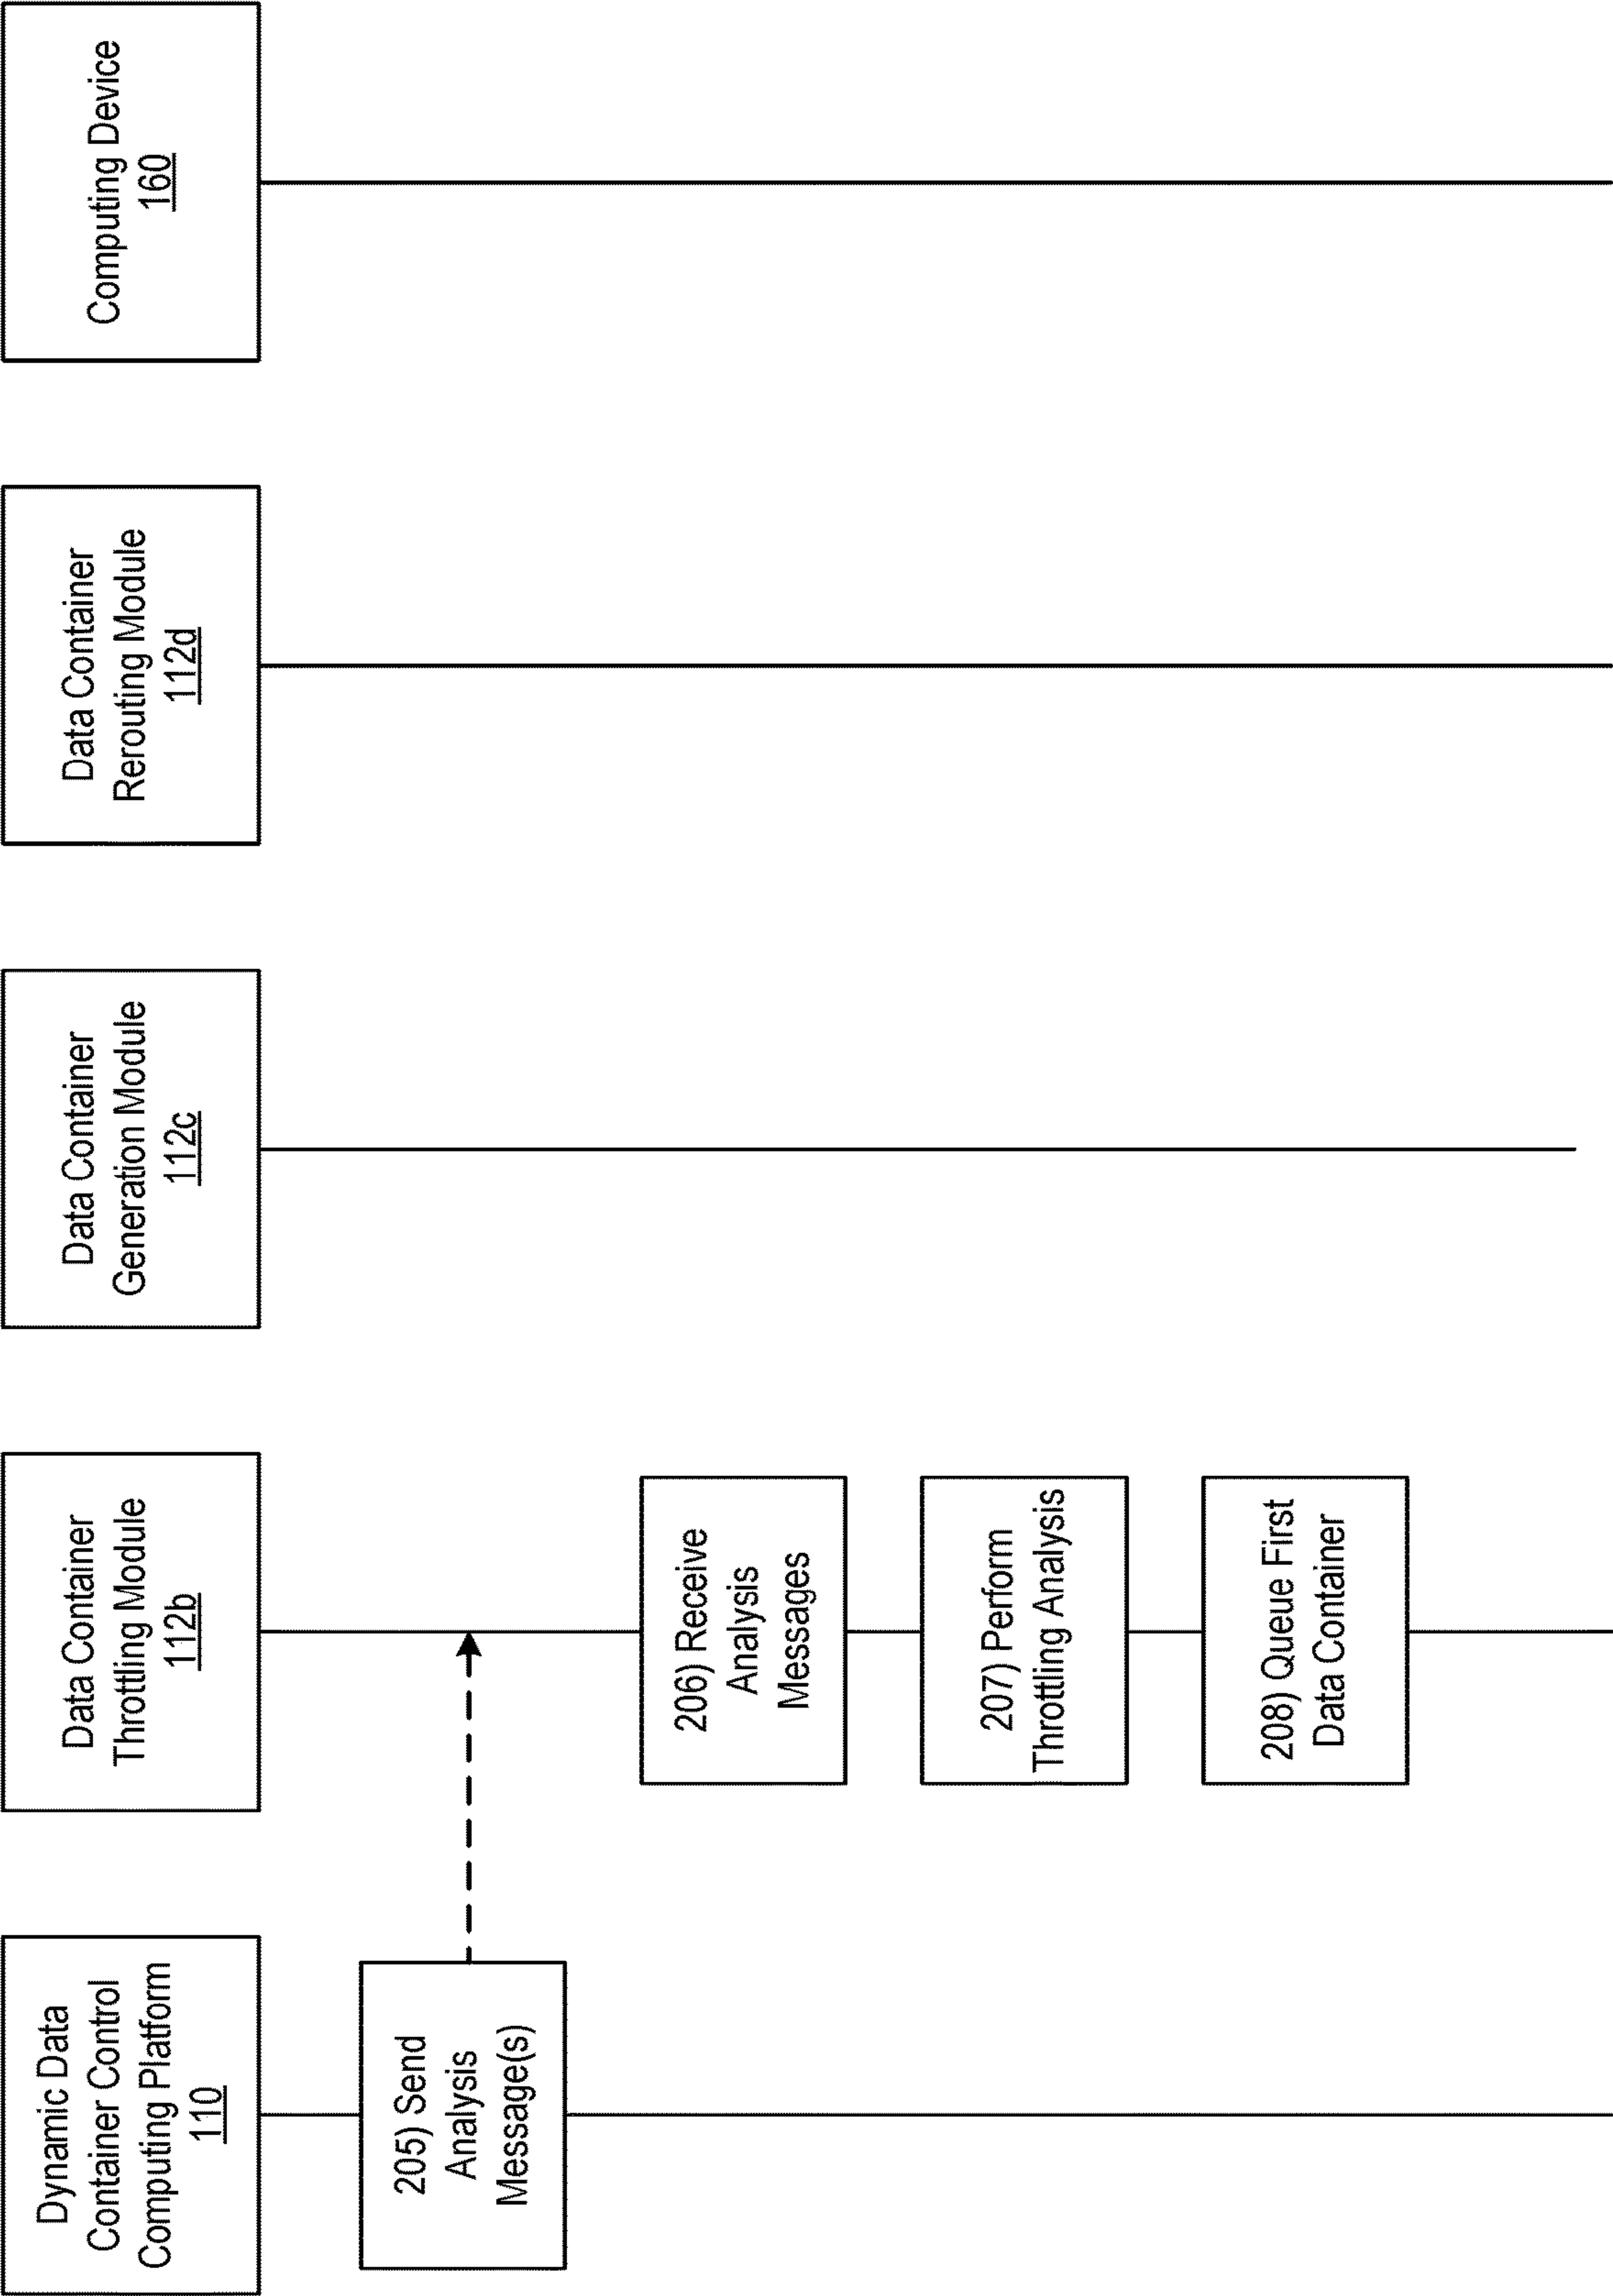 Dynamic Data
Container Control
Computing Platform
110
Data Container
Throttling Module
112b
Data Container
Generation Module
112c
Data Container
Rerouting Module
112d
Computing Device
160
205) Send
Analysis
Message(s)
206) Receive
Analysis
Messages
207) Perform
Throttling Analysis
208) Queue First
Data Container